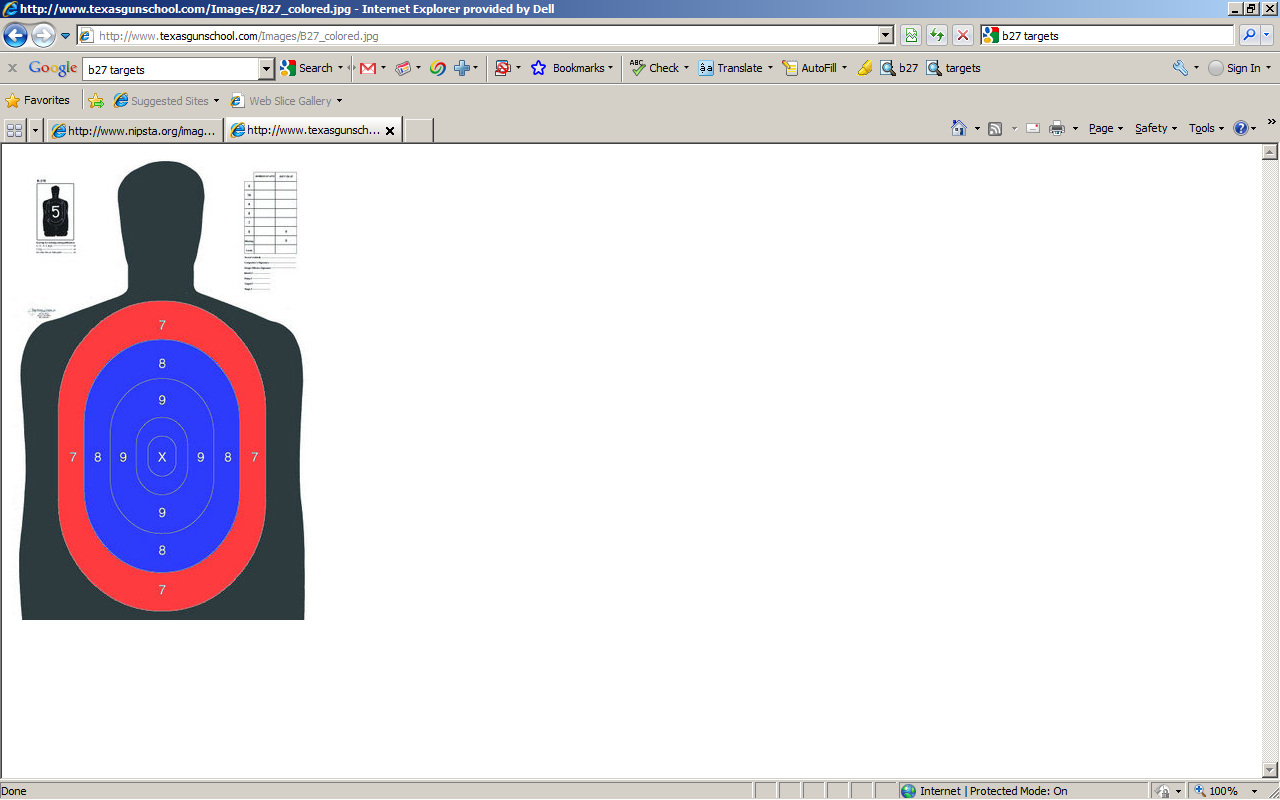 http://www.texasgunschool.com/Images/B27_colored.jpg - Internet Explorer provided by Dell
http://www.texasgunschool.com/Images/B27_colored.jpg
b27 targets
x Google b27 targets Search Bookmarks ABC Check âà Translate AutoFill b27 targets Sign In
Favorites Suggested Sites Web Slice Gallery
http://www.nipsta.org/imag... http://www.texasgunsch... Page Safety Tools
5
7
8
9
7 8 9 X 9 8 7
9
8
7
Done Internet | Protected Mode: On 100%